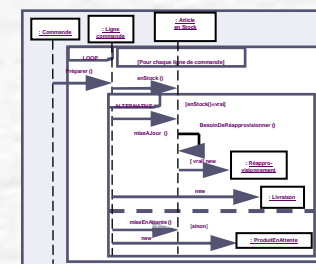 : Commande
: Ligne
commande
: Article
en Stock
LOOP
[Pour chaque ligne de commande]
Préparer ()
enStock ()
ALTERNATIVE
[enStock()=vrai]
miseAJour ()
BesoinDeRéapprovisionner ()
[ vrai] new
: Réappro-
visionnement
new
: Livraison
miseEnAttente ()
[sinon]
new
: ProduitEnAttente